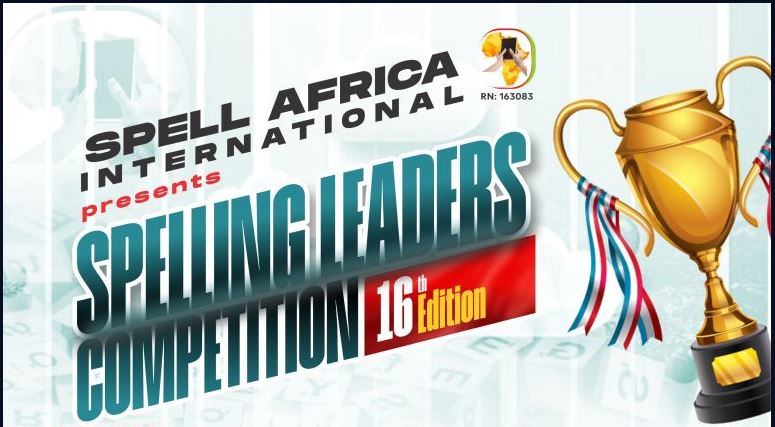 SPELL AFRICA
INTERNATIONAL
presents
RN: 163083
SPELLING LEADERS
COMPETITION
16th Edition